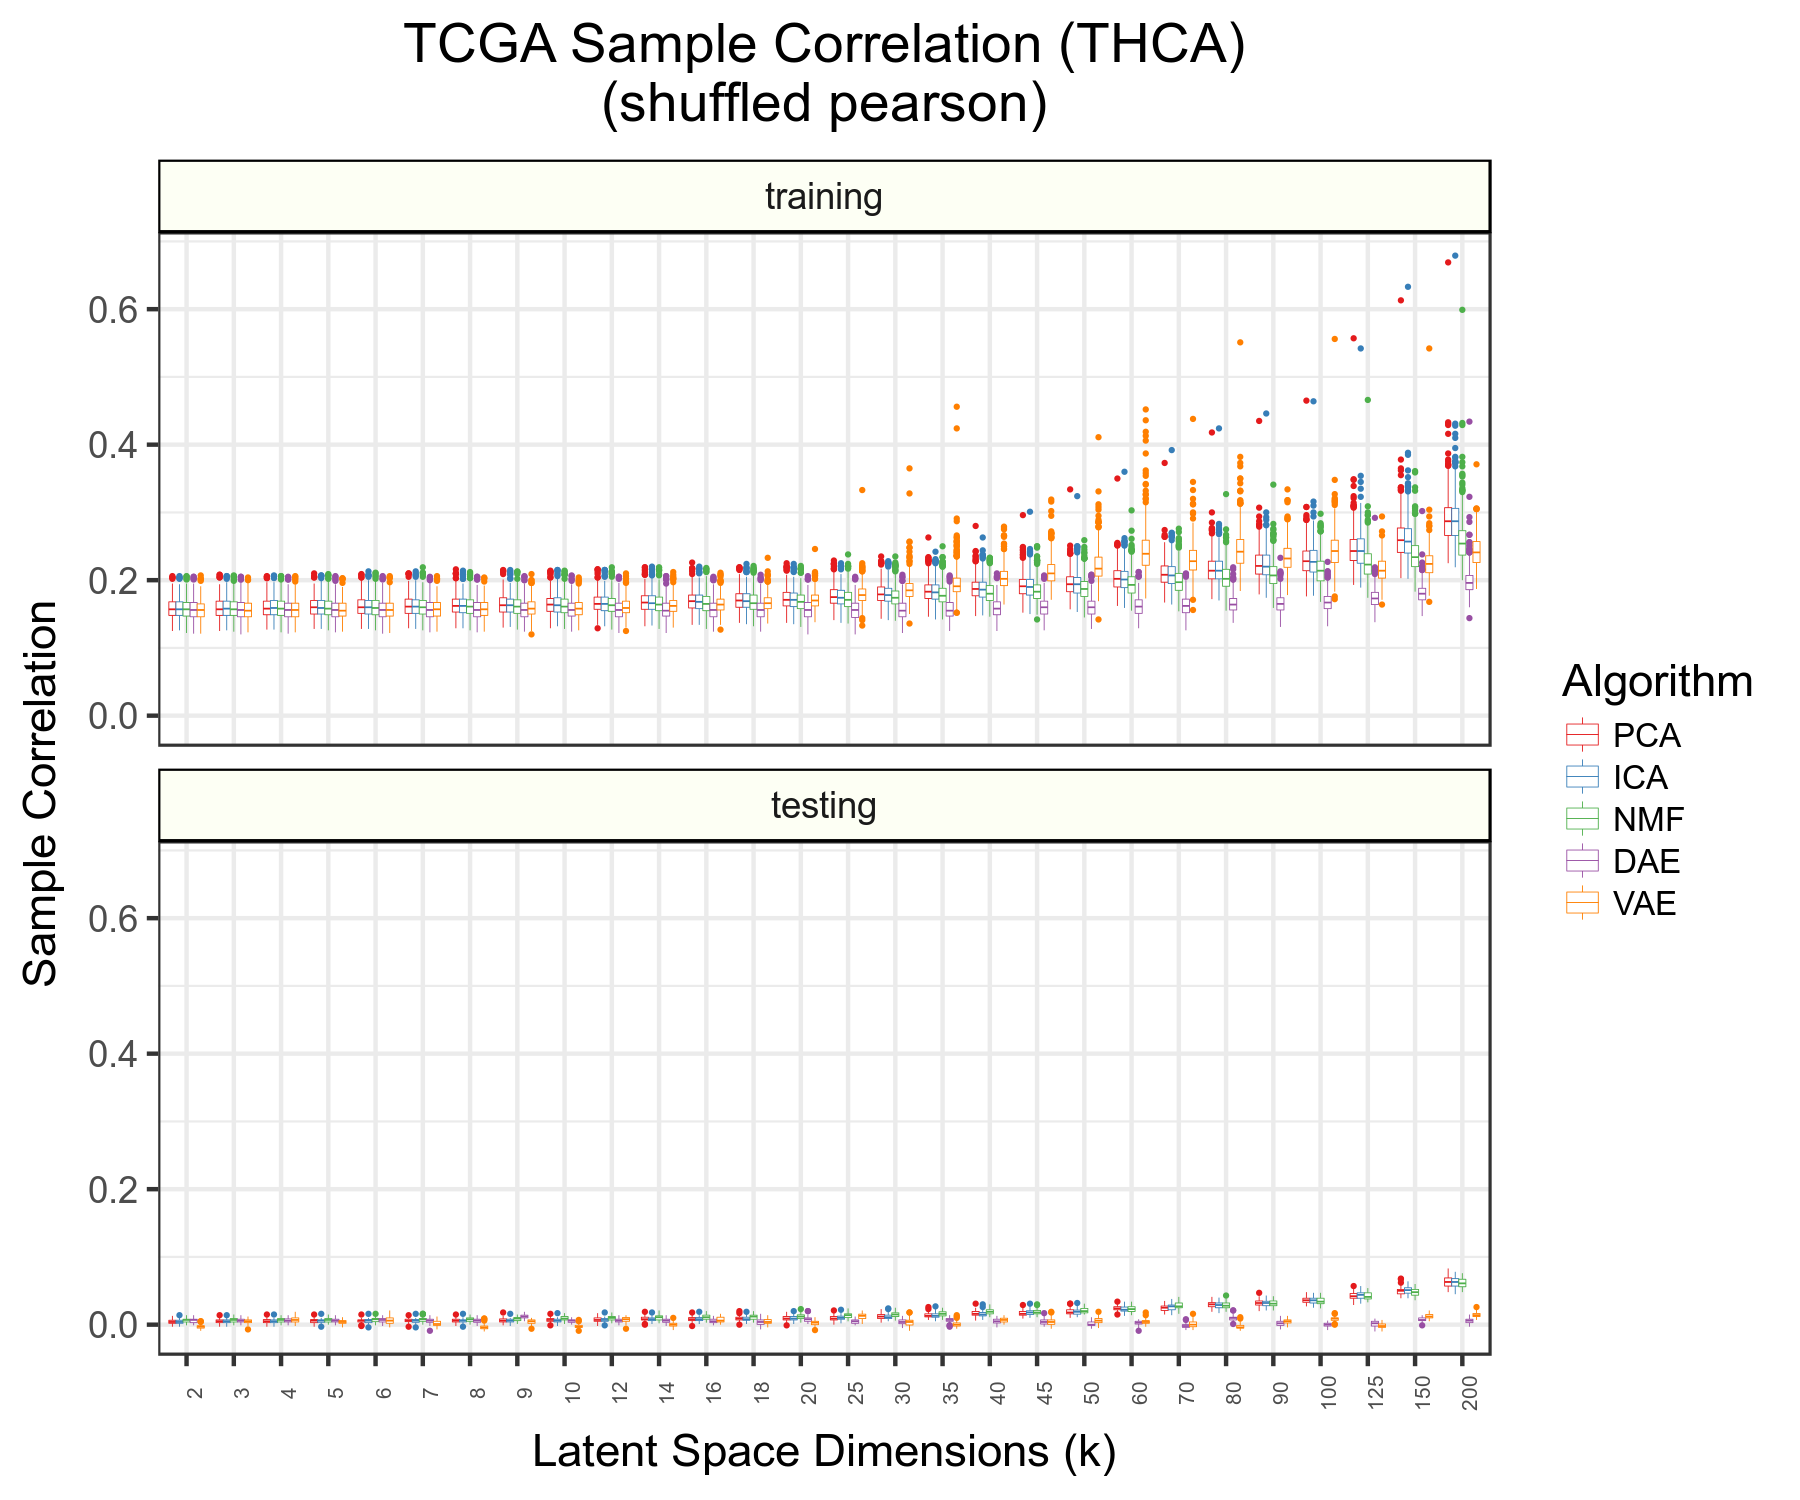 TCGA Sample Correlation (THCA)
(shuffled pearson)
training
0.6
0.4
0.2
0.0
testing
0.6
0.4
0.2
0.0
Sample Correlation
2 3 4 5 6 7 8 9 10 12 14 16 18 20 25 30 35 40 45 50 60 70 80 90 100 125 150 200
Latent Space Dimensions (k)
Algorithm
PCA
ICA
NMF
DAE
VAE